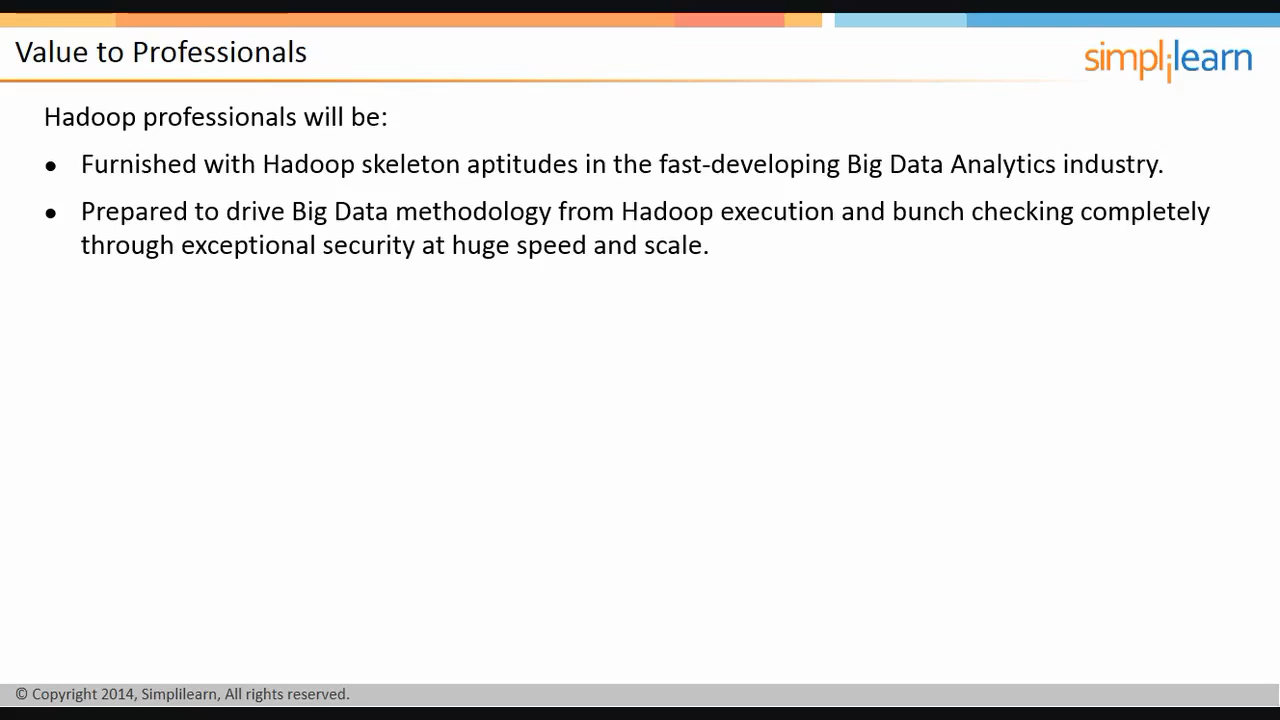 Value to Professionals
simplilearn
Hadoop professionals will be:
● Furnished with Hadoop skeleton aptitudes in the fast-developing Big Data Analytics industry.
● Prepared to drive Big Data methodology from Hadoop execution and bunch checking completely
through exceptional security at huge speed and scale.
© Copyright 2014, Simplilearn, All rights reserved.